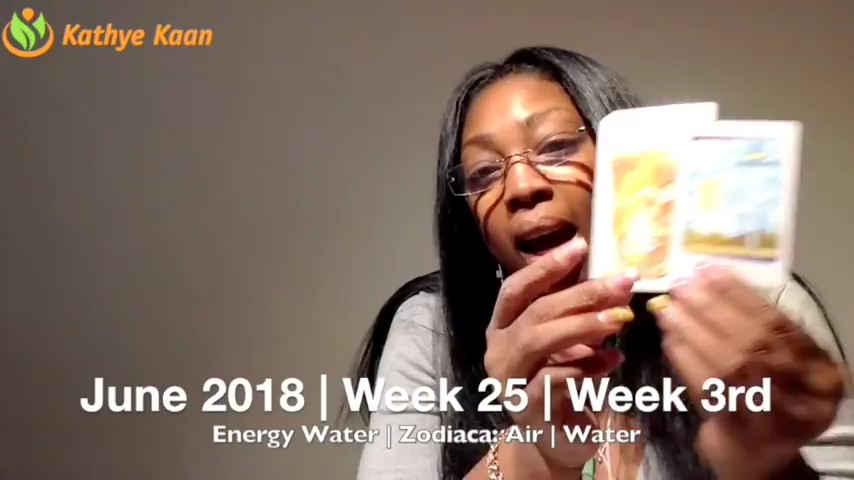 Kathye Kaan
June 2018 | Week 25 | Week 3rd
Energy Water | Zodiaca: Air | Water